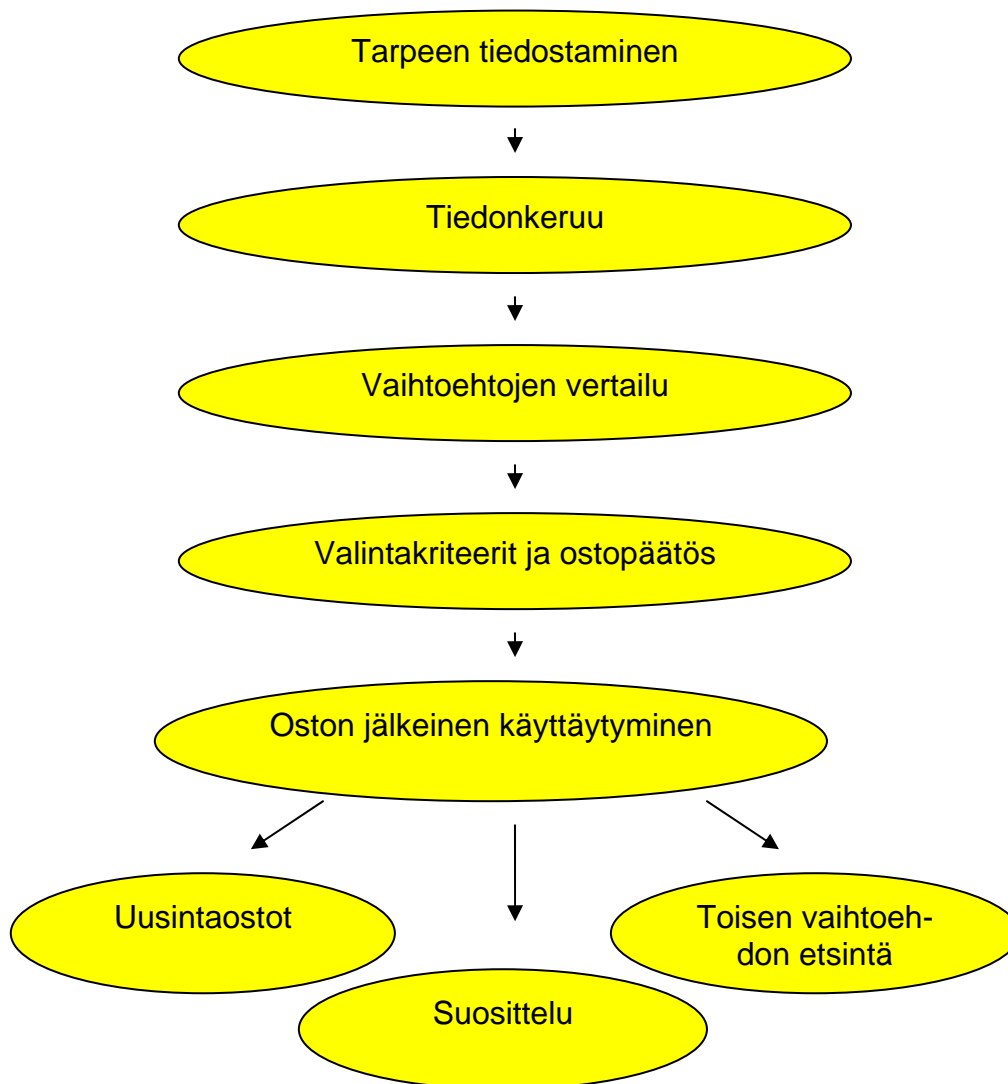 Tarpeen tiedostaminen
Tiedonkeruu
Vaihtoehtojen vertailu
Valintakriteerit ja ostopäätös
Oston jälkeinen käyttäytyminen
Uusintaostot
Toisen vaihtoeh-
don etsintä
Suosittelu